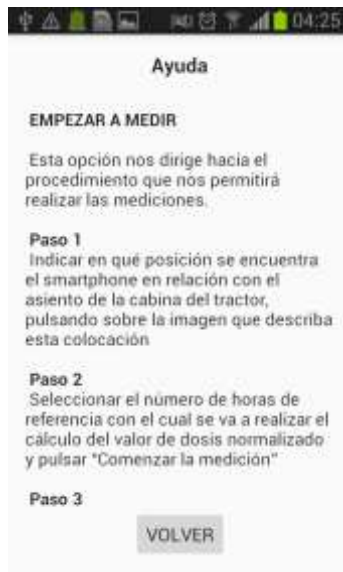 04:25
Ayuda
EMPEZAR A MEDIR
Esta opción nos dirige hacia el
procedimiento que nos permitirá
realizar las mediciones.
Paso 1
Indicar en qué posición se encuentra
el smartphone en relación con el
asiento de la cabina del tractor,
pulsando sobre la imagen que describa
esta colocación
Paso 2
Seleccionar el número de horas de
referencia con el cual se va a realizar el
cálculo del valor de dosis normalizado
y pulsar "Comenzar la medición"
Paso 3
VOLVER